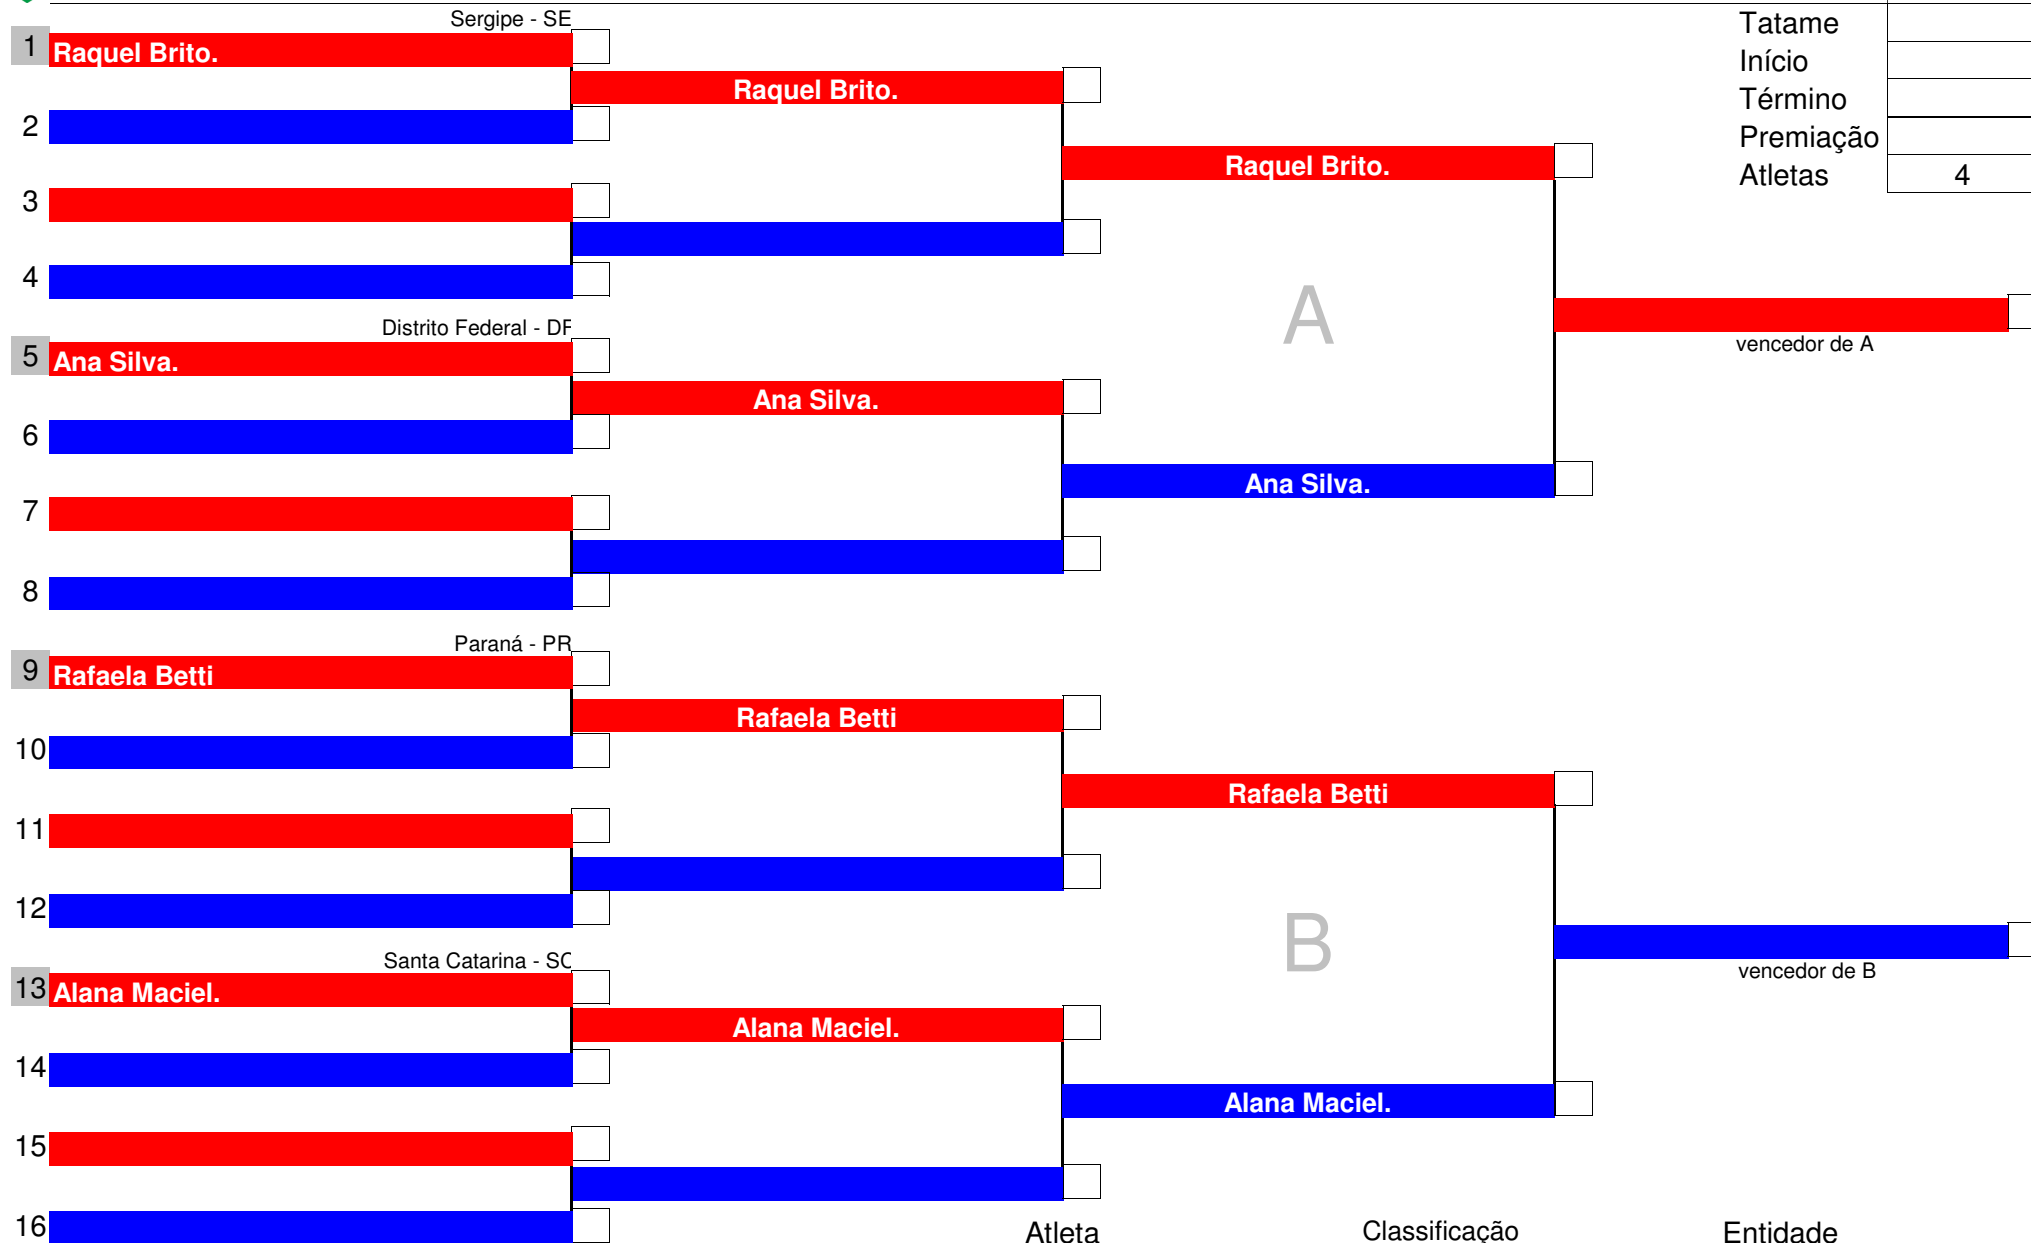 Sergipe - SE
1 Raquel Brito.
Raquel Brito.
2
Raquel Brito.
3
4
A
Distrito Federal - DF
5 Ana Silva.
Ana Silva.
6
Ana Silva.
7
8
vencedor de A
Paraná - PR
9 Rafaela Betti
Rafaela Betti
10
Rafaela Betti
11
12
B
Santa Catarina - SC
13 Alana Maciel.
Alana Maciel.
14
Alana Maciel.
15
16
vencedor de B
Tatame
Início
Término
Premiação
Atletas 4
Atleta Classificação Entidade